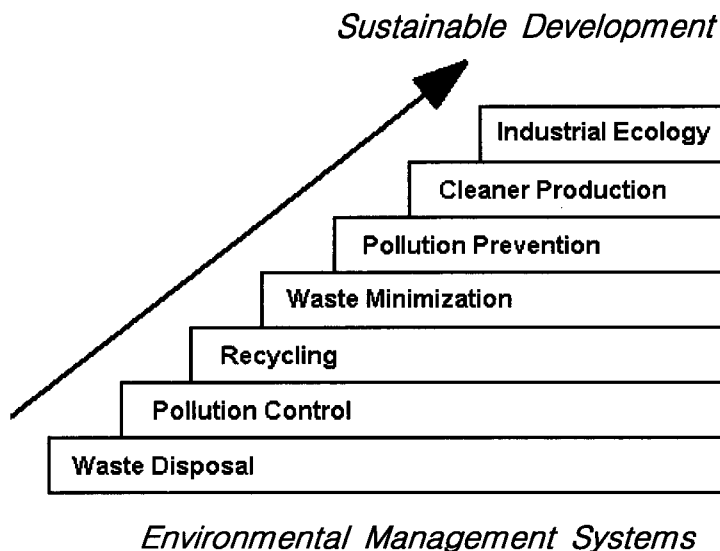 Sustainable Development
Industrial Ecology
Cleaner Production
Pollution Prevention
Waste Minimization
Recycling
Pollution Control
Waste Disposal
Environmental Management Systems